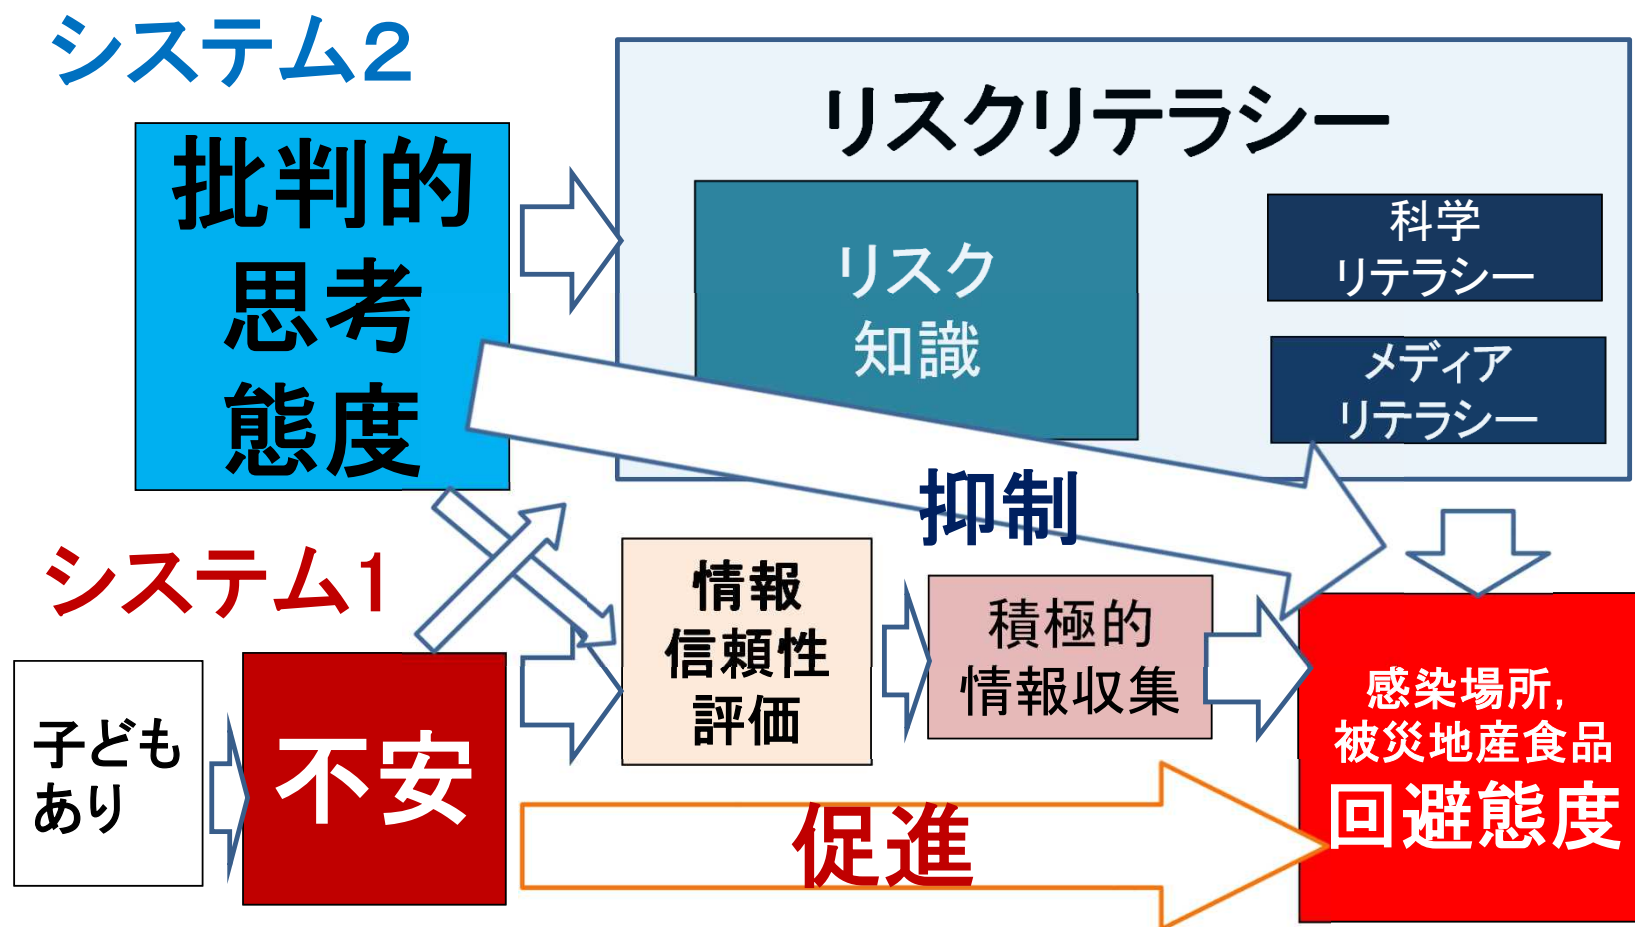 システム2
批判的
思考
態度
リスクリテラシー
リスク
知識
科学
リテラシー
メディア
リテラシー
抑制
システム1
子ども
あり
不安
情報
信頼性
評価
積極的
情報収集
促進
感染場所,
被災地産食品
回避態度